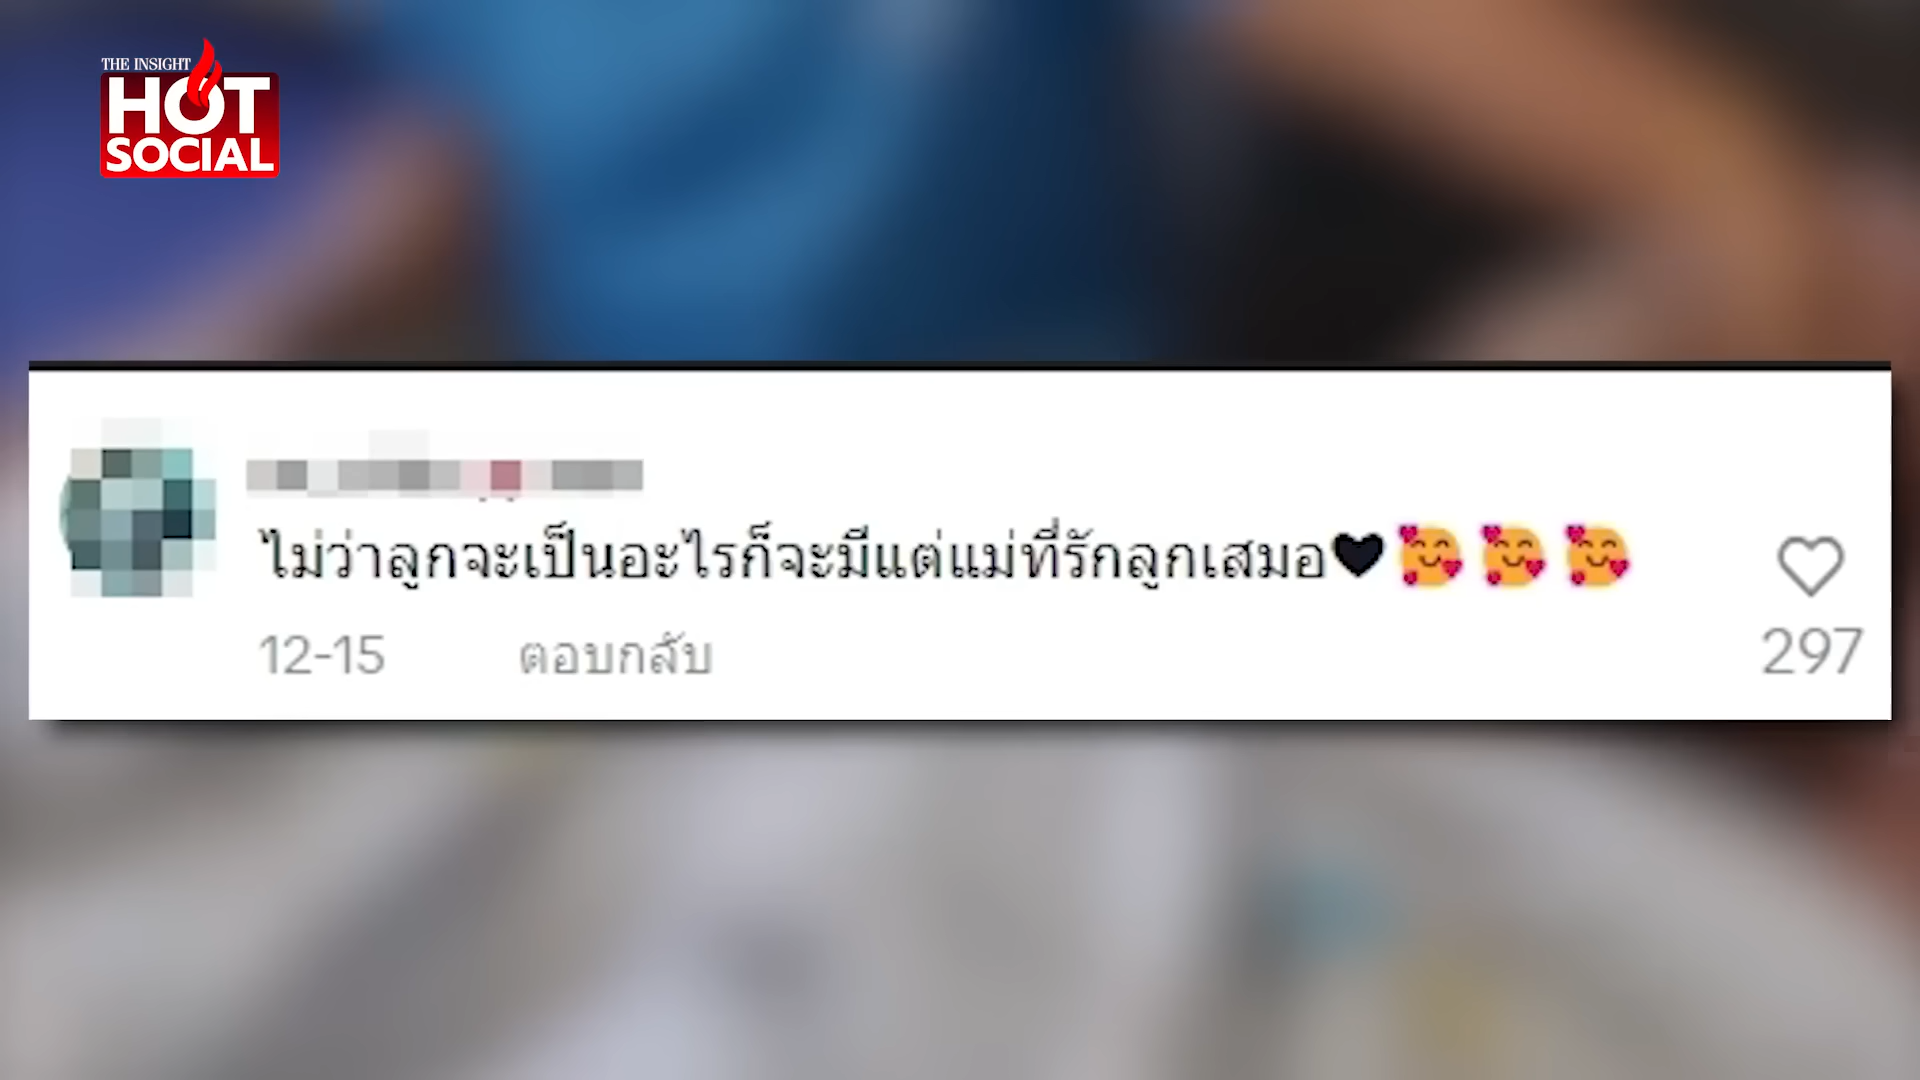 THE INSIGHT
HOT
SOCIAL
ไม่ว่าลูกจะเป็นอะไรก็จะมีแต่แม่ที่รักลูกเสมอ🖤🥰🥰🥰
12-15 ตอบกลับ
297